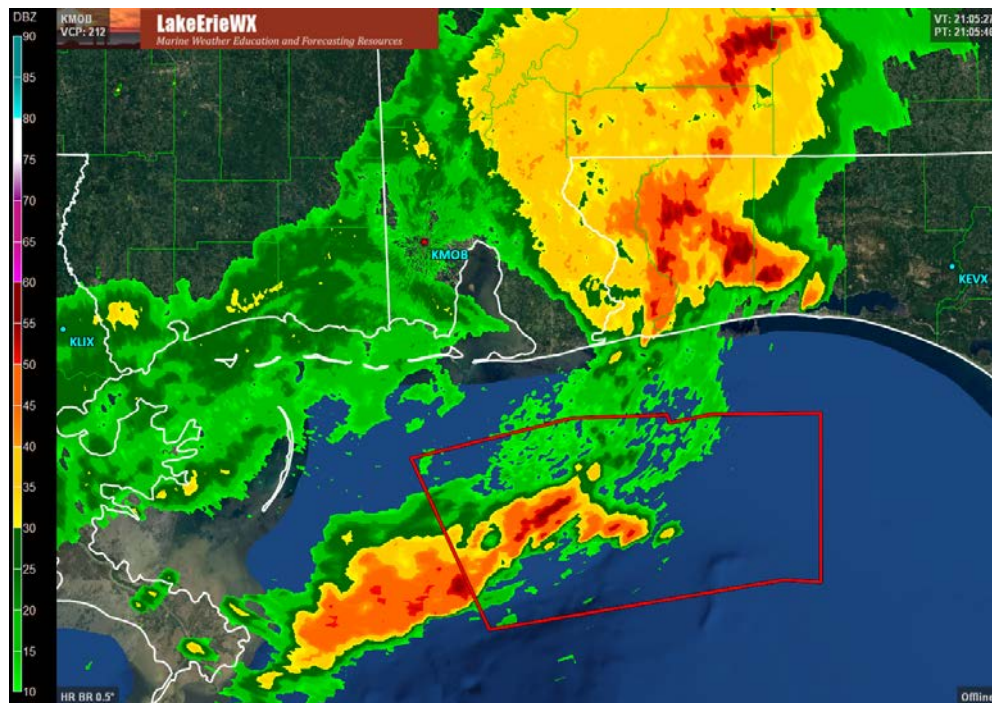 DBZ
KMOB
VCP: 212
LakeErieWX
Marine Weather Education and Forecasting Resources
VT: 21:05:27
PT: 21:05:46
90
85
80
75
70
65
60
55
50
45
40
35
30
25
20
15
10
KMOB
KEVX
KLIX
HR BR 0.5°
Offline